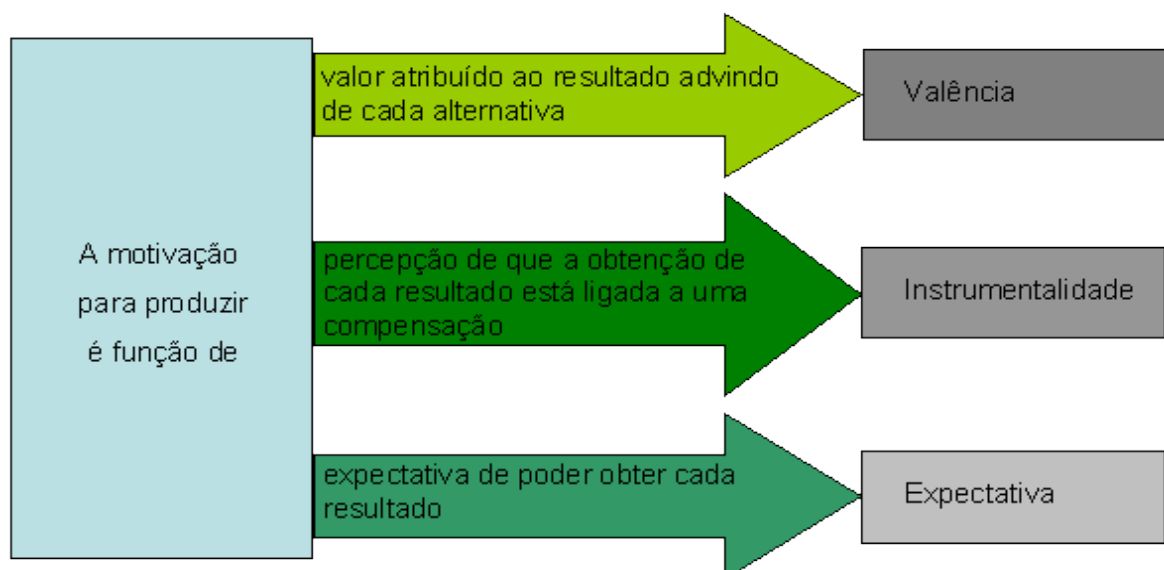 A motivação
para produzir
é função de
valor atribuído ao resultado advindo
de cada alternativa
Valência
percepção de que a obtenção de
cada resultado está ligada a uma
compensação
Instrumentalidade
expectativa de poder obter cada
resultado
Expectativa